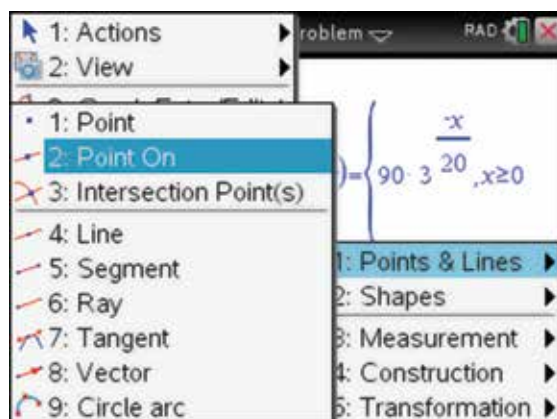 1: Actions
roblem
RAD
2: View
1: Point
2: Point On
3: Intersection Point(s)
4: Line
5: Segment
6: Ray
7: Tangent
8: Vector
9: Circle arc
)={90· 3^(-x/20) ,x≥0
1: Points & Lines
2: Shapes
3: Measurement
4: Construction
5: Transformation